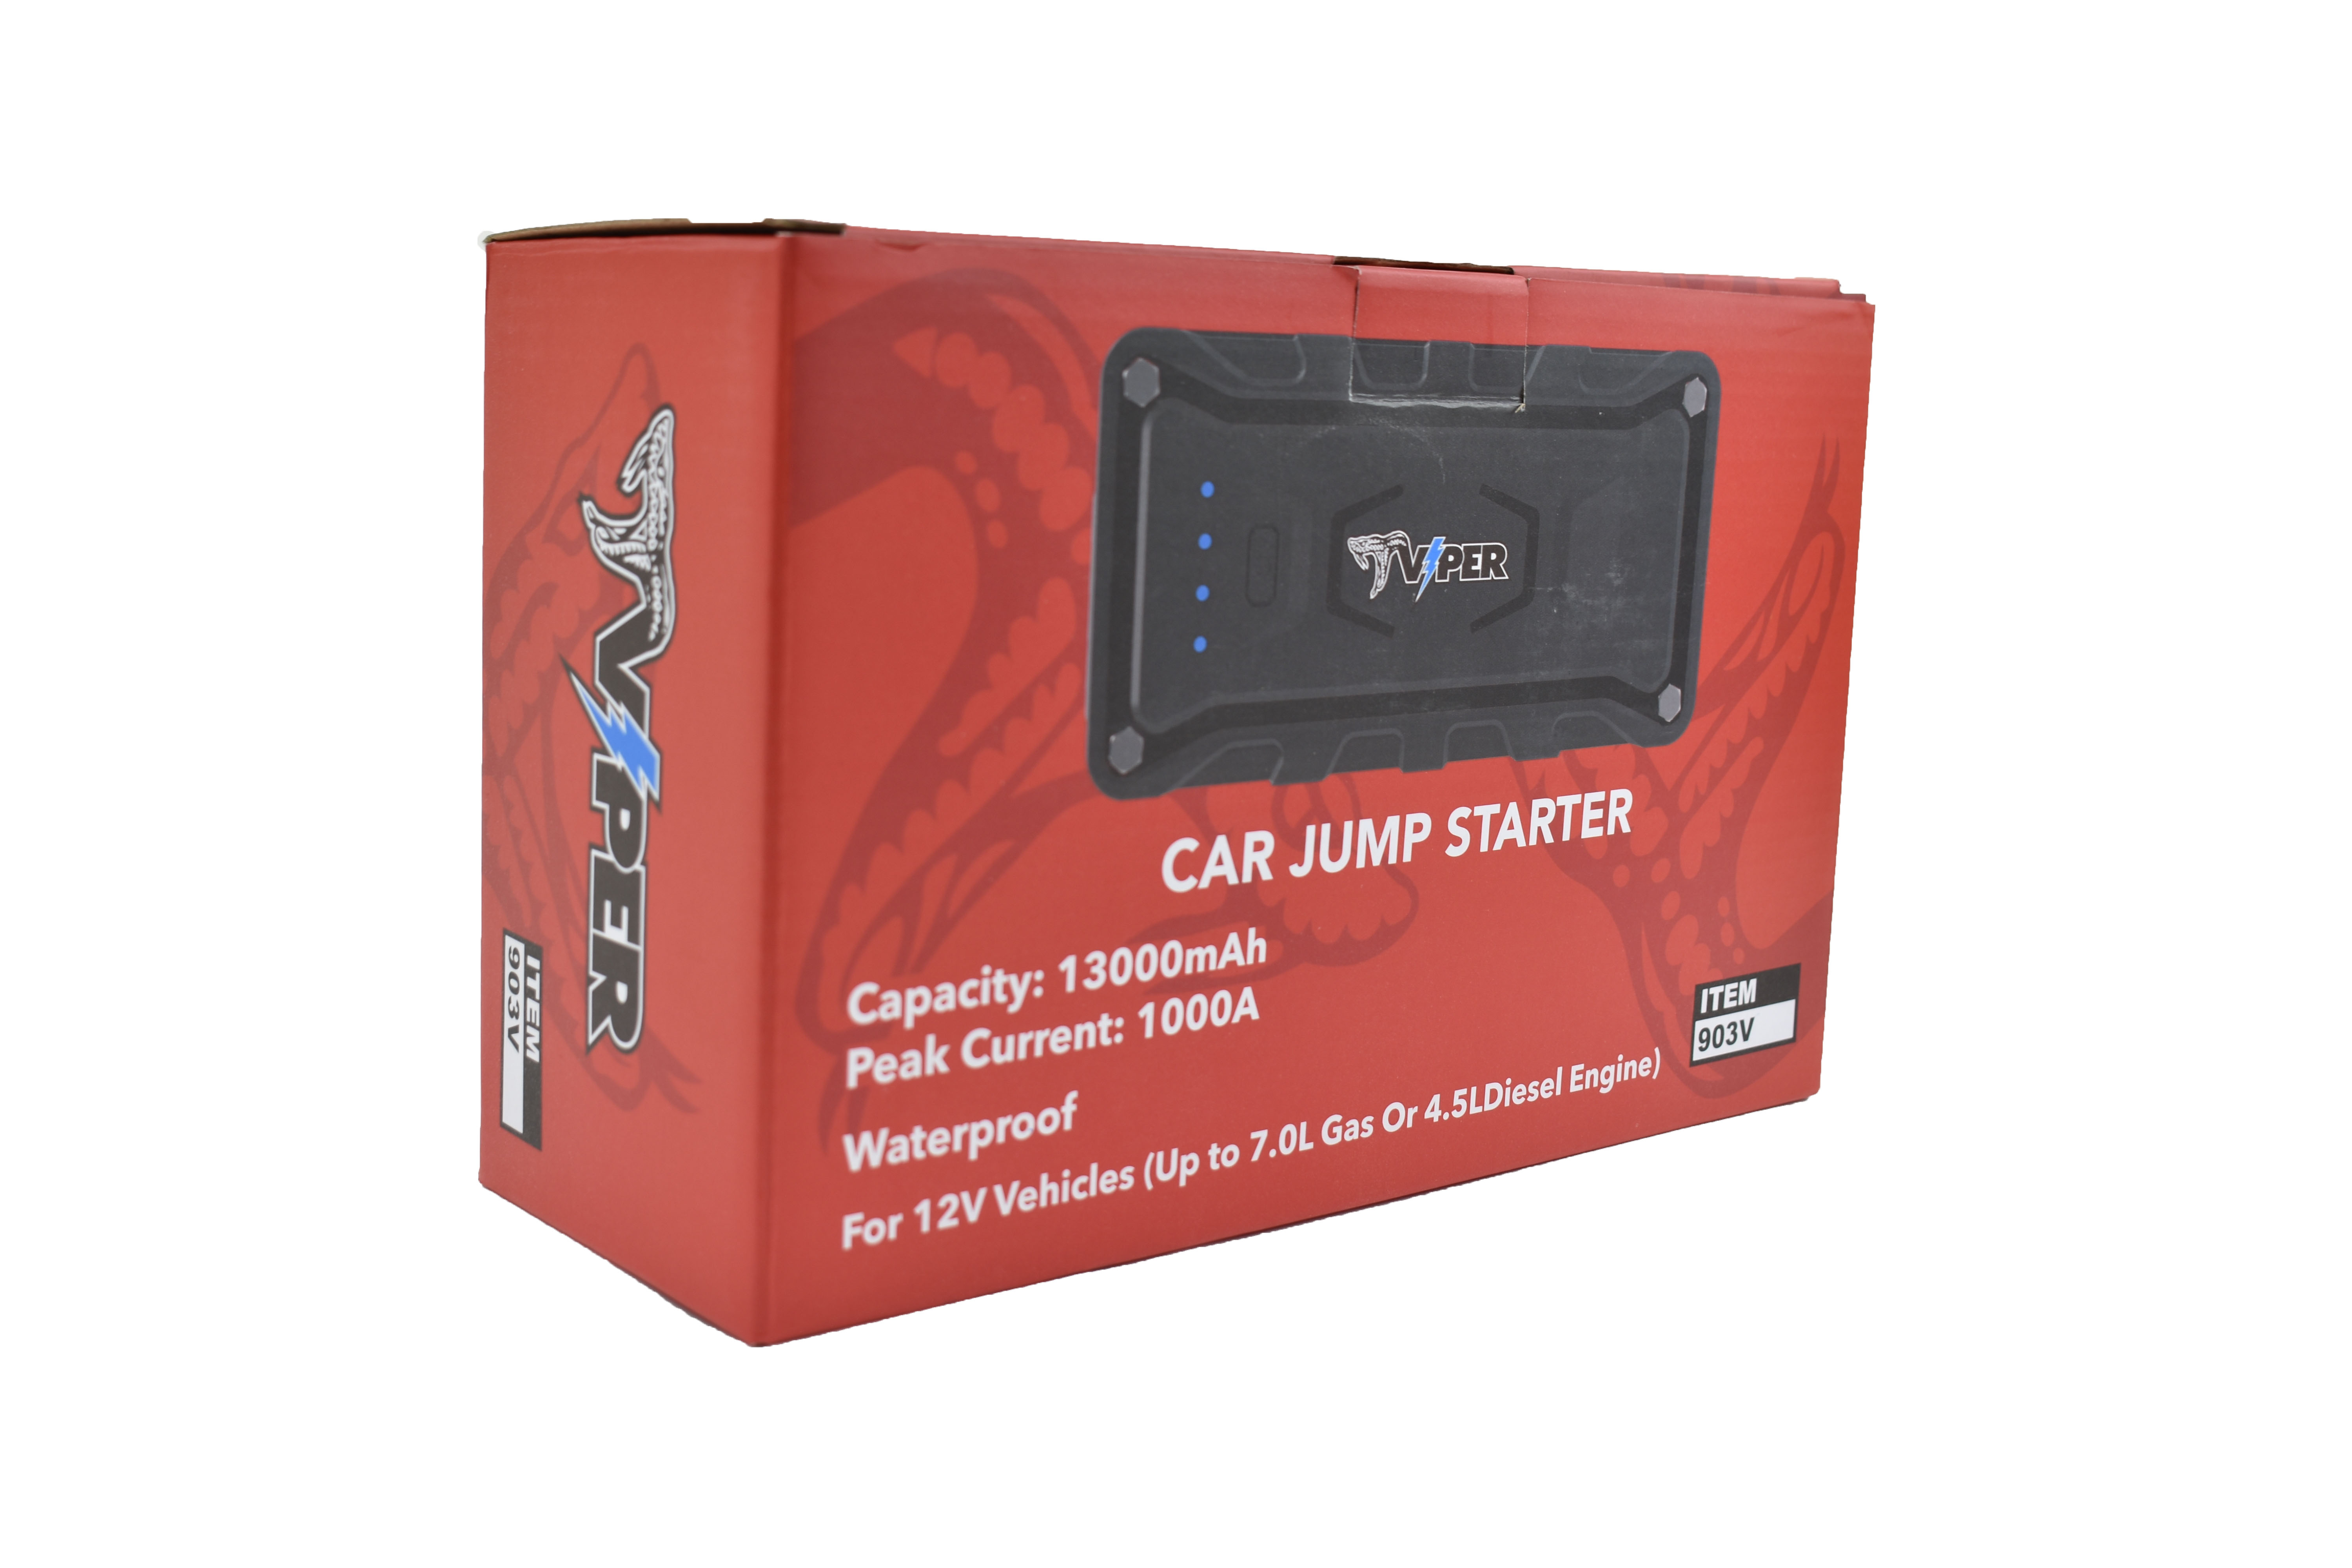 VIPER
ITEM
903V
VIPER
CAR JUMP STARTER
Capacity: 13000mAh
Peak Current: 1000A
Waterproof
For 12V Vehicles (Up to 7.0L Gas Or 4.5LDiesel Engine)
ITEM
903V